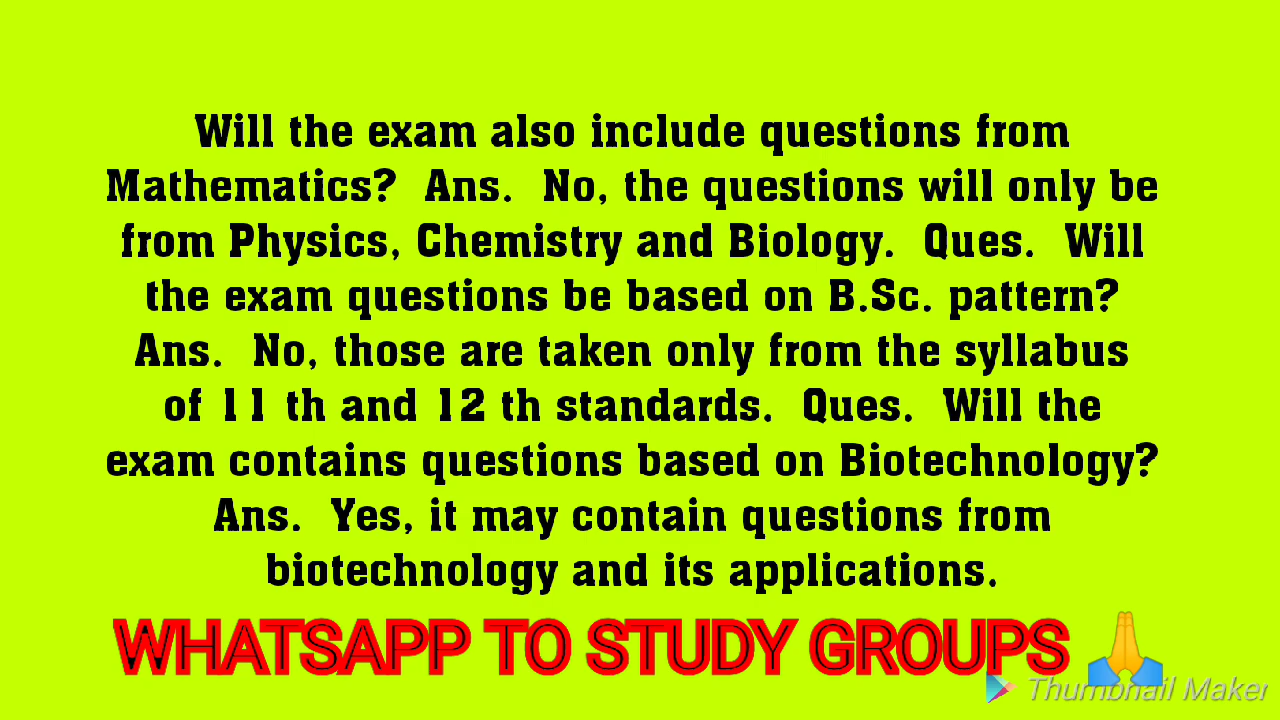 Will the exam also include questions from
Mathematics? Ans. No, the questions will only be
from Physics, Chemistry and Biology. Ques. Will
the exam questions be based on B.Sc. pattern?
Ans. No, those are taken only from the syllabus
of 11 th and 12 th standards. Ques. Will the
exam contains questions based on Biotechnology?
Ans. Yes, it may contain questions from
biotechnology and its applications.
WHATSAPP TO STUDY GROUPS 🙏
Thumbnail Maker